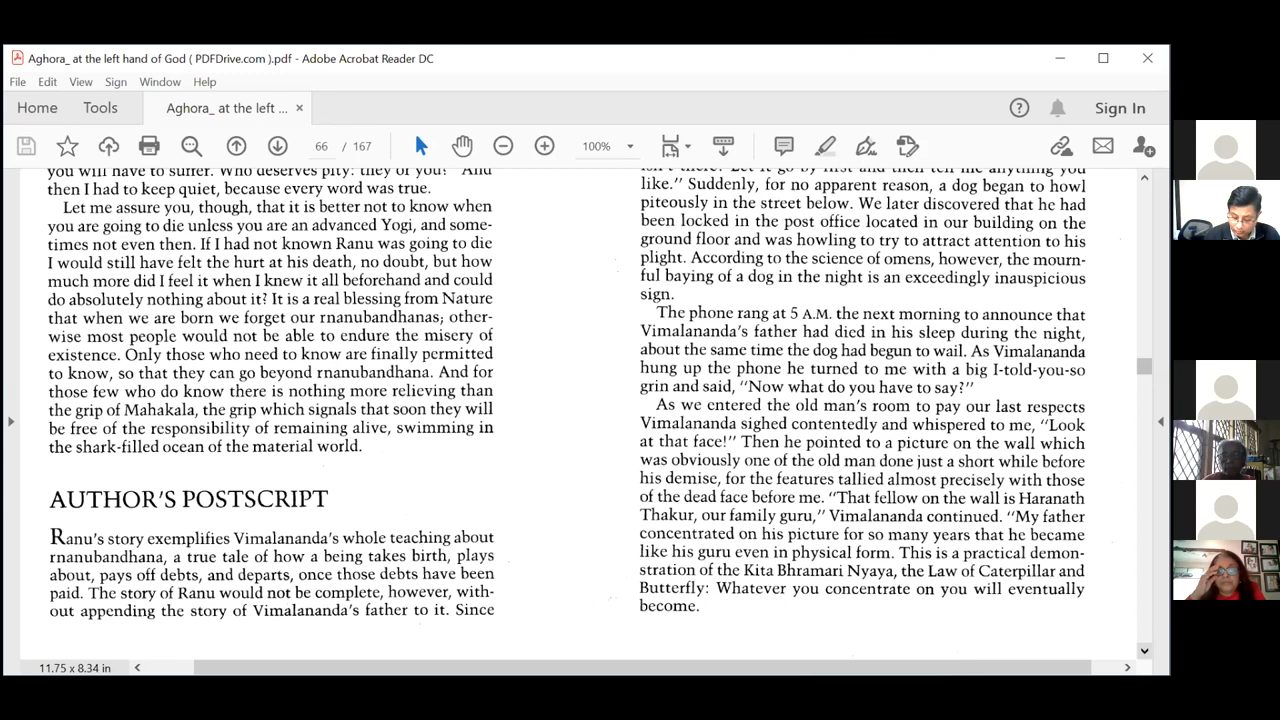 Aghora_ at the left hand of God ( PDFDrive.com ).pdf - Adobe Acrobat Reader DC
File Edit View Sign Window Help
Home Tools Aghora_ at the left ... × Sign In
66 / 167 100%
you will have to suffer. Who deserves pity: they or you?" And
then I had to keep quiet, because every word was true.
Let me assure you, though, that it is better not to know when
you are going to die unless you are an advanced Yogi, and some-
times not even then. If I had not known Ranu was going to die
I would still have felt the hurt at his death, no doubt, but how
much more did I feel it when I knew it all beforehand and could
do absolutely nothing about it? It is a real blessing from Nature
that when we are born we forget our rnanubandhanas; other-
wise most people would not be able to endure the misery of
existence. Only those who need to know are finally permitted
to know, so that they can go beyond rnanubandhana. And for
those few who do know there is nothing more relieving than
the grip of Mahakala, the grip which signals that soon they will
be free of the responsibility of remaining alive, swimming in
the shark-filled ocean of the material world.
AUTHOR'S POSTSCRIPT
Ranu's story exemplifies Vimalananda's whole teaching about
rnanubandhana, a true tale of how a being takes birth, plays
about, pays off debts, and departs, once those debts have been
paid. The story of Ranu would not be complete, however, with-
out appending the story of Vimalananda's father to it. Since
isn't there? Let it go by first and then tell me anything you
like." Suddenly, for no apparent reason, a dog began to howl
piteously in the street below. We later discovered that he had
been locked in the post office located in our building on the
ground floor and was howling to try to attract attention to his
plight. According to the science of omens, however, the mourn-
ful baying of a dog in the night is an exceedingly inauspicious
sign.
The phone rang at 5 A.M. the next morning to announce that
Vimalananda's father had died in his sleep during the night,
about the same time the dog had begun to wail. As Vimalananda
hung up the phone he turned to me with a big I-told-you-so
grin and said, "Now what do you have to say?"
As we entered the old man's room to pay our last respects
Vimalananda sighed contentedly and whispered to me, "Look
at that face!" Then he pointed to a picture on the wall which
was obviously one of the old man done just a short while before
his demise, for the features tallied almost precisely with those
of the dead face before me. "That fellow on the wall is Haranath
Thakur, our family guru," Vimalananda continued. "My father
concentrated on his picture for so many years that he became
like his guru even in physical form. This is a practical demon-
stration of the Kita Bhramari Nyaya, the Law of Caterpillar and
Butterfly: Whatever you concentrate on you will eventually
become.
11.75 x 8.34 in